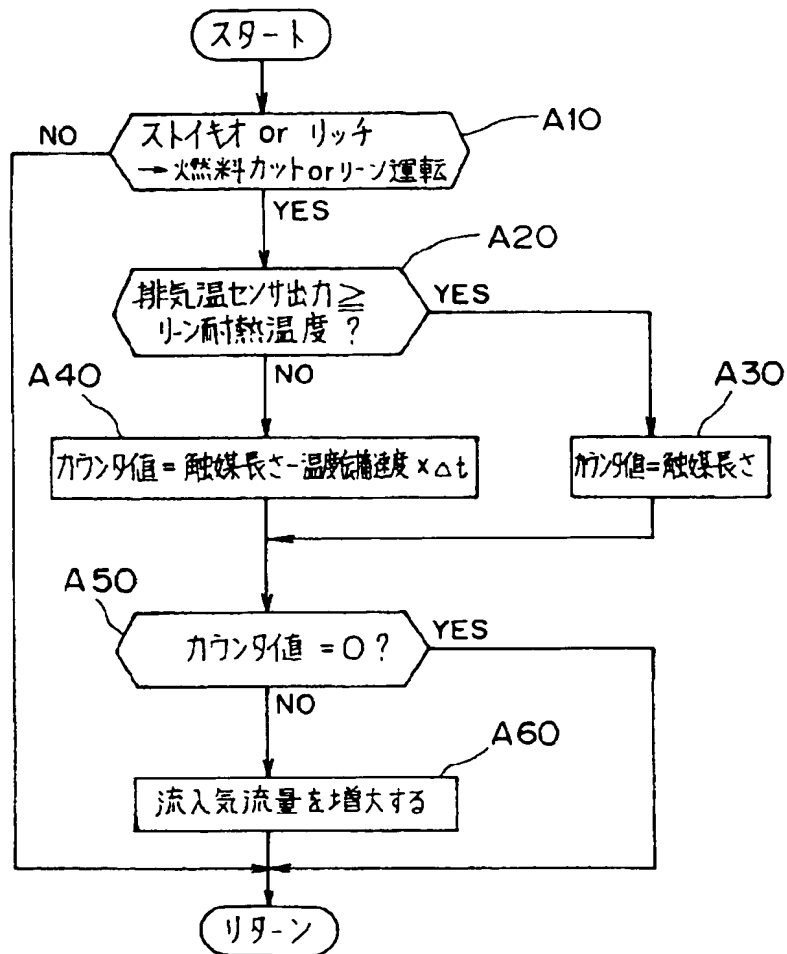 スタート
NO
ストイキオ or リッチ
→燃料カットorリーン運転
A10
YES
A20
排気温センサ出力≧
リーン耐熱温度?
YES
NO
A40
A30
カウンタ値=触媒長さ-温度伝播速度×Δt
カウンタ値=触媒長さ
A50
カウンタ値=0?
YES
NO
A60
流入気流量を増大する
リターン